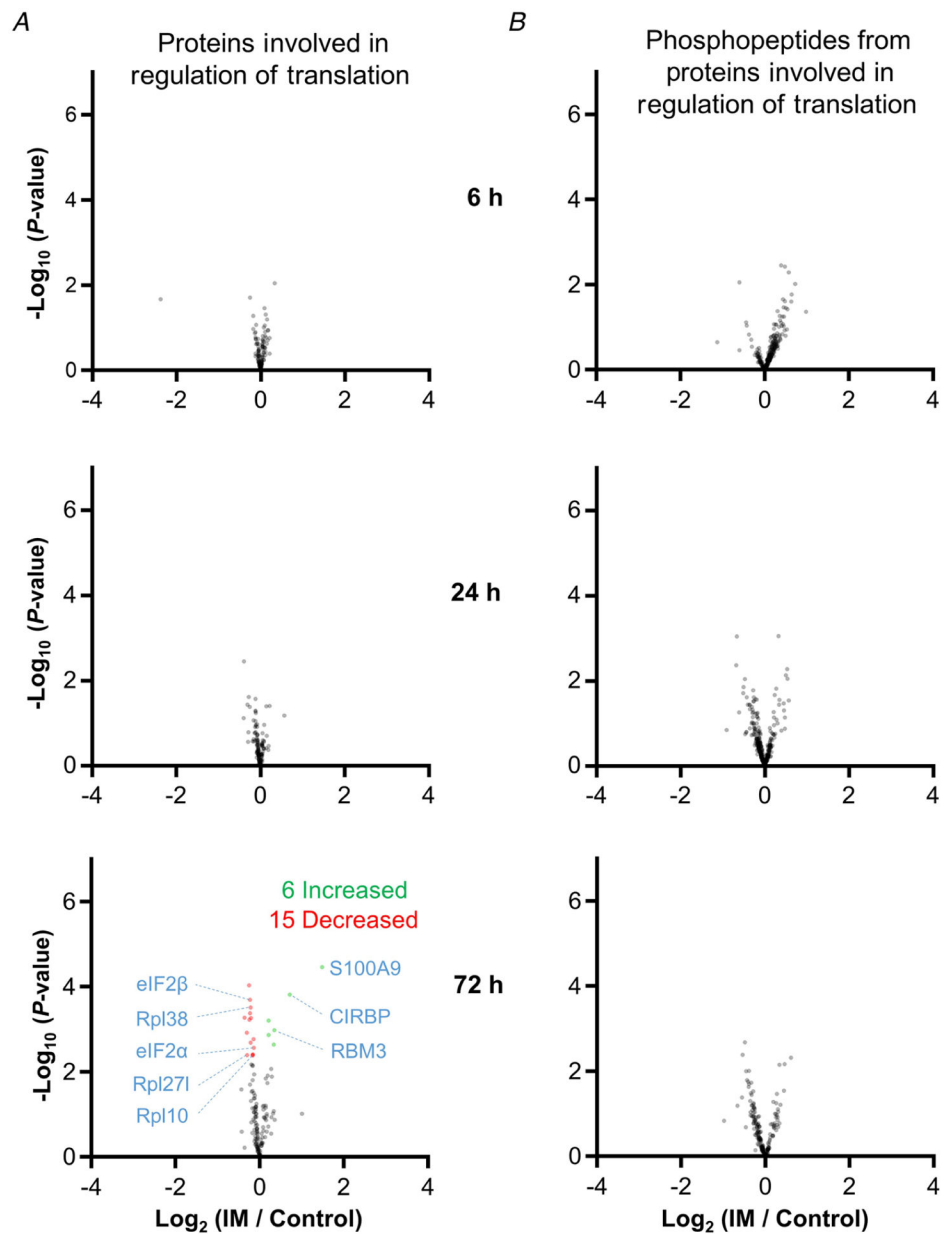 A
Proteins involved in
regulation of translation
B
Phosphopeptides from
proteins involved in
regulation of translation
-Log10 (P-value)
6
4
2
0
-4 -2 0 2 4
6 h
6
4
2
0
-4 -2 0 2 4
-Log10 (P-value)
6
4
2
0
-4 -2 0 2 4
24 h
6
4
2
0
-4 -2 0 2 4
-Log10 (P-value)
6
4
2
0
-4 -2 0 2 4
6 Increased
15 Decreased
S100A9
CIRBP
RBM3
eIF2β
Rpl38
eIF2α
Rpl27l
Rpl10
Log2 (IM / Control)
72 h
6
4
2
0
-4 -2 0 2 4
Log2 (IM / Control)